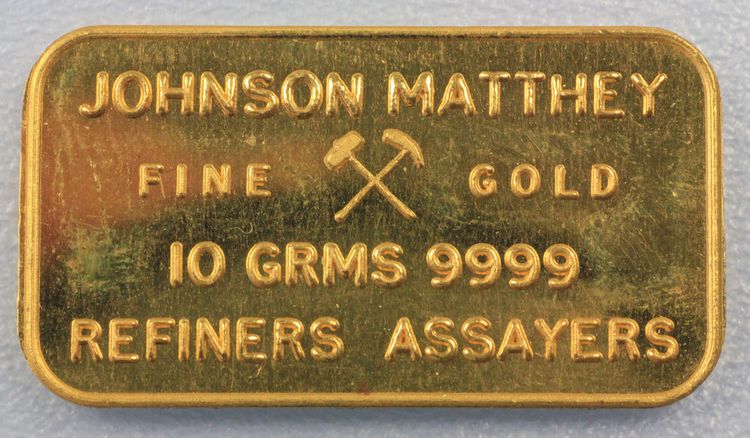 JOHNSON MATTHEY
FINE GOLD
10 GRMS 9999
REFINERS ASSAYERS